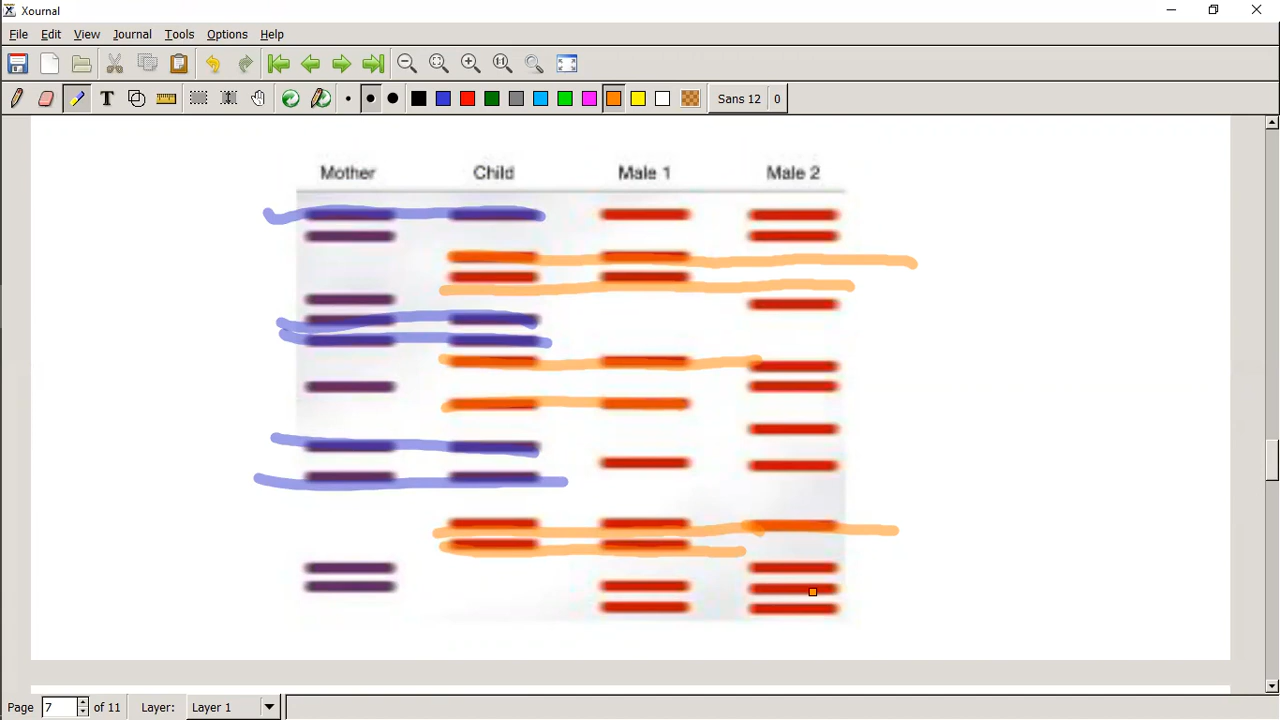 Xournal
File Edit View Journal Tools Options Help
Sans 12 0
Mother Child Male 1 Male 2
Page 7 of 11 Layer: Layer 1